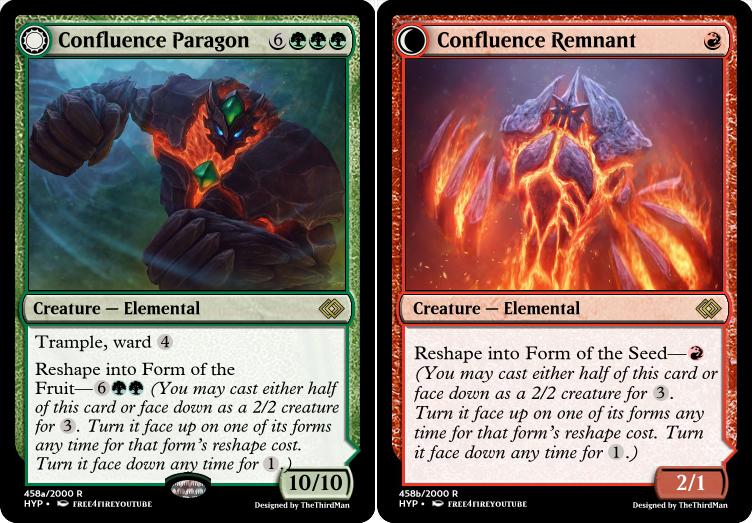 Confluence Paragon 6
Creature — Elemental
Trample, ward 4
Reshape into Form of the
Fruit—6 (You may cast either half
of this card or face down as a 2/2 creature
for 3. Turn it face up on one of its forms
any time for that form's reshape cost.
Turn it face down any time for 1.)
10/10
458a/2000 R
HYP • FREE4FIREYOUTUBE
Designed by TheThirdMan
Confluence Remnant
Creature — Elemental
Reshape into Form of the Seed—
(You may cast either half of this card or
face down as a 2/2 creature for 3.
Turn it face up on one of its forms any
time for that form's reshape cost. Turn
it face down any time for 1.)
2/1
458b/2000 R
HYP • FREE4FIREYOUTUBE
Designed by TheThirdMan